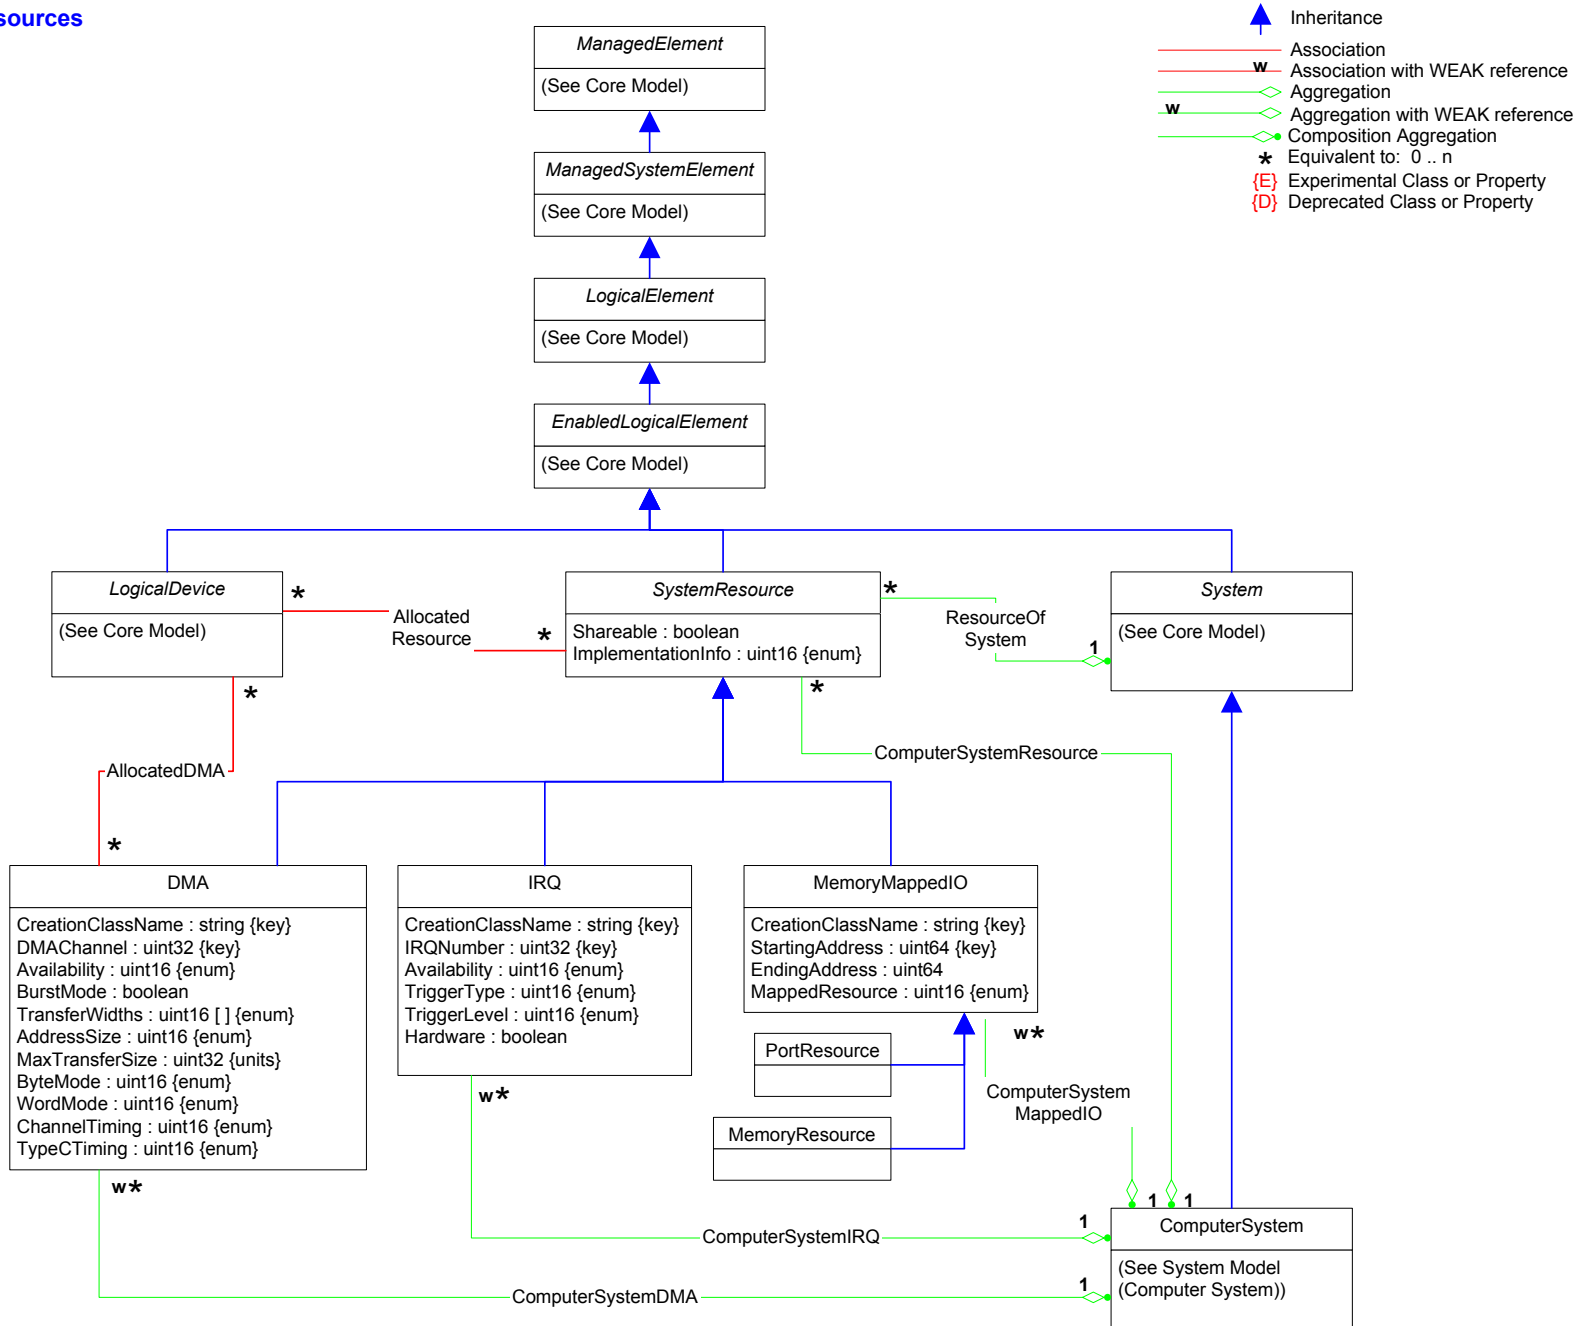 sources
Inheritance
Association
w
Association with WEAK reference
Aggregation
w
Aggregation with WEAK reference
Composition Aggregation
* Equivalent to: 0 .. n
{E} Experimental Class or Property
{D} Deprecated Class or Property
ManagedElement
(See Core Model)
ManagedSystemElement
(See Core Model)
LogicalElement
(See Core Model)
EnabledLogicalElement
(See Core Model)
LogicalDevice
(See Core Model)
*
Allocated
Resource
*
*
SystemResource
Shareable : boolean
ImplementationInfo : uint16 {enum}
*
ResourceOf
System
1
*
System
(See Core Model)
ComputerSystemResource
AllocatedDMA
*
DMA
CreationClassName : string {key}
DMAChannel : uint32 {key}
Availability : uint16 {enum}
BurstMode : boolean
TransferWidths : uint16 [ ] {enum}
AddressSize : uint16 {enum}
MaxTransferSize : uint32 {units}
ByteMode : uint16 {enum}
WordMode : uint16 {enum}
ChannelTiming : uint16 {enum}
TypeCTiming : uint16 {enum}
w*
IRQ
CreationClassName : string {key}
IRQNumber : uint32 {key}
Availability : uint16 {enum}
TriggerType : uint16 {enum}
TriggerLevel : uint16 {enum}
Hardware : boolean
w*
MemoryMappedIO
CreationClassName : string {key}
StartingAddress : uint64 {key}
EndingAddress : uint64
MappedResource : uint16 {enum}
w*
PortResource
MemoryResource
ComputerSystem
MappedIO
1
1
ComputerSystemIRQ
1
ComputerSystemDMA
1
ComputerSystem
(See System Model
(Computer System))